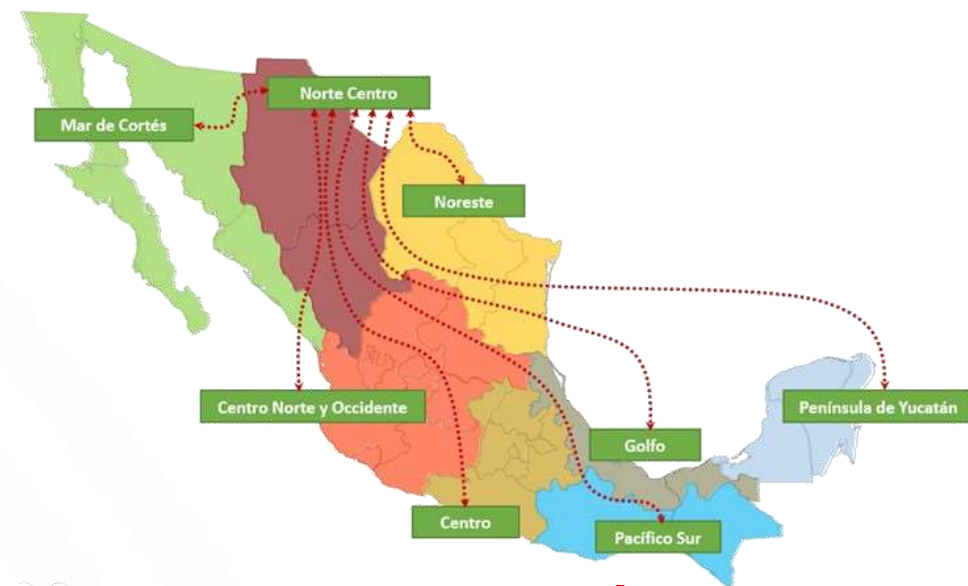 Norte Centro
Mar de Cortés
Noreste
Centro Norte y Occidente
Península de Yucatán
Golfo
Centro
Pacífico Sur